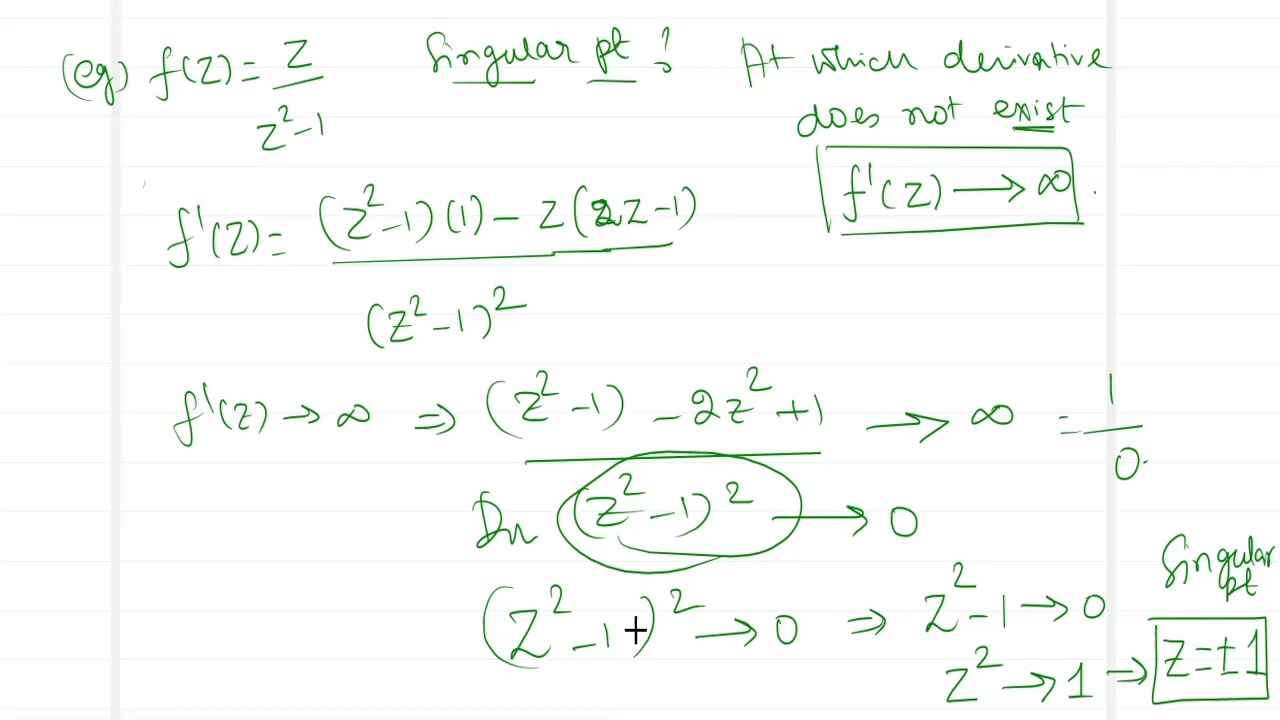 (eg) f(z) = z / z² - 1 Singular pt? At which derivative
does not exist
f'(z) → ∞
f'(z) = (z² - 1)(1) - z(2z - 1) / (z² - 1)²
f'(z) → ∞ ⇒ (z² - 1) - 2z² + 1 / (z² - 1)² → ∞ = 1/0
Dr (z² - 1)² → 0
(z² - 1)² → 0 ⇒ z² - 1 → 0
z² → 1 → z = ± 1
Singular
pt